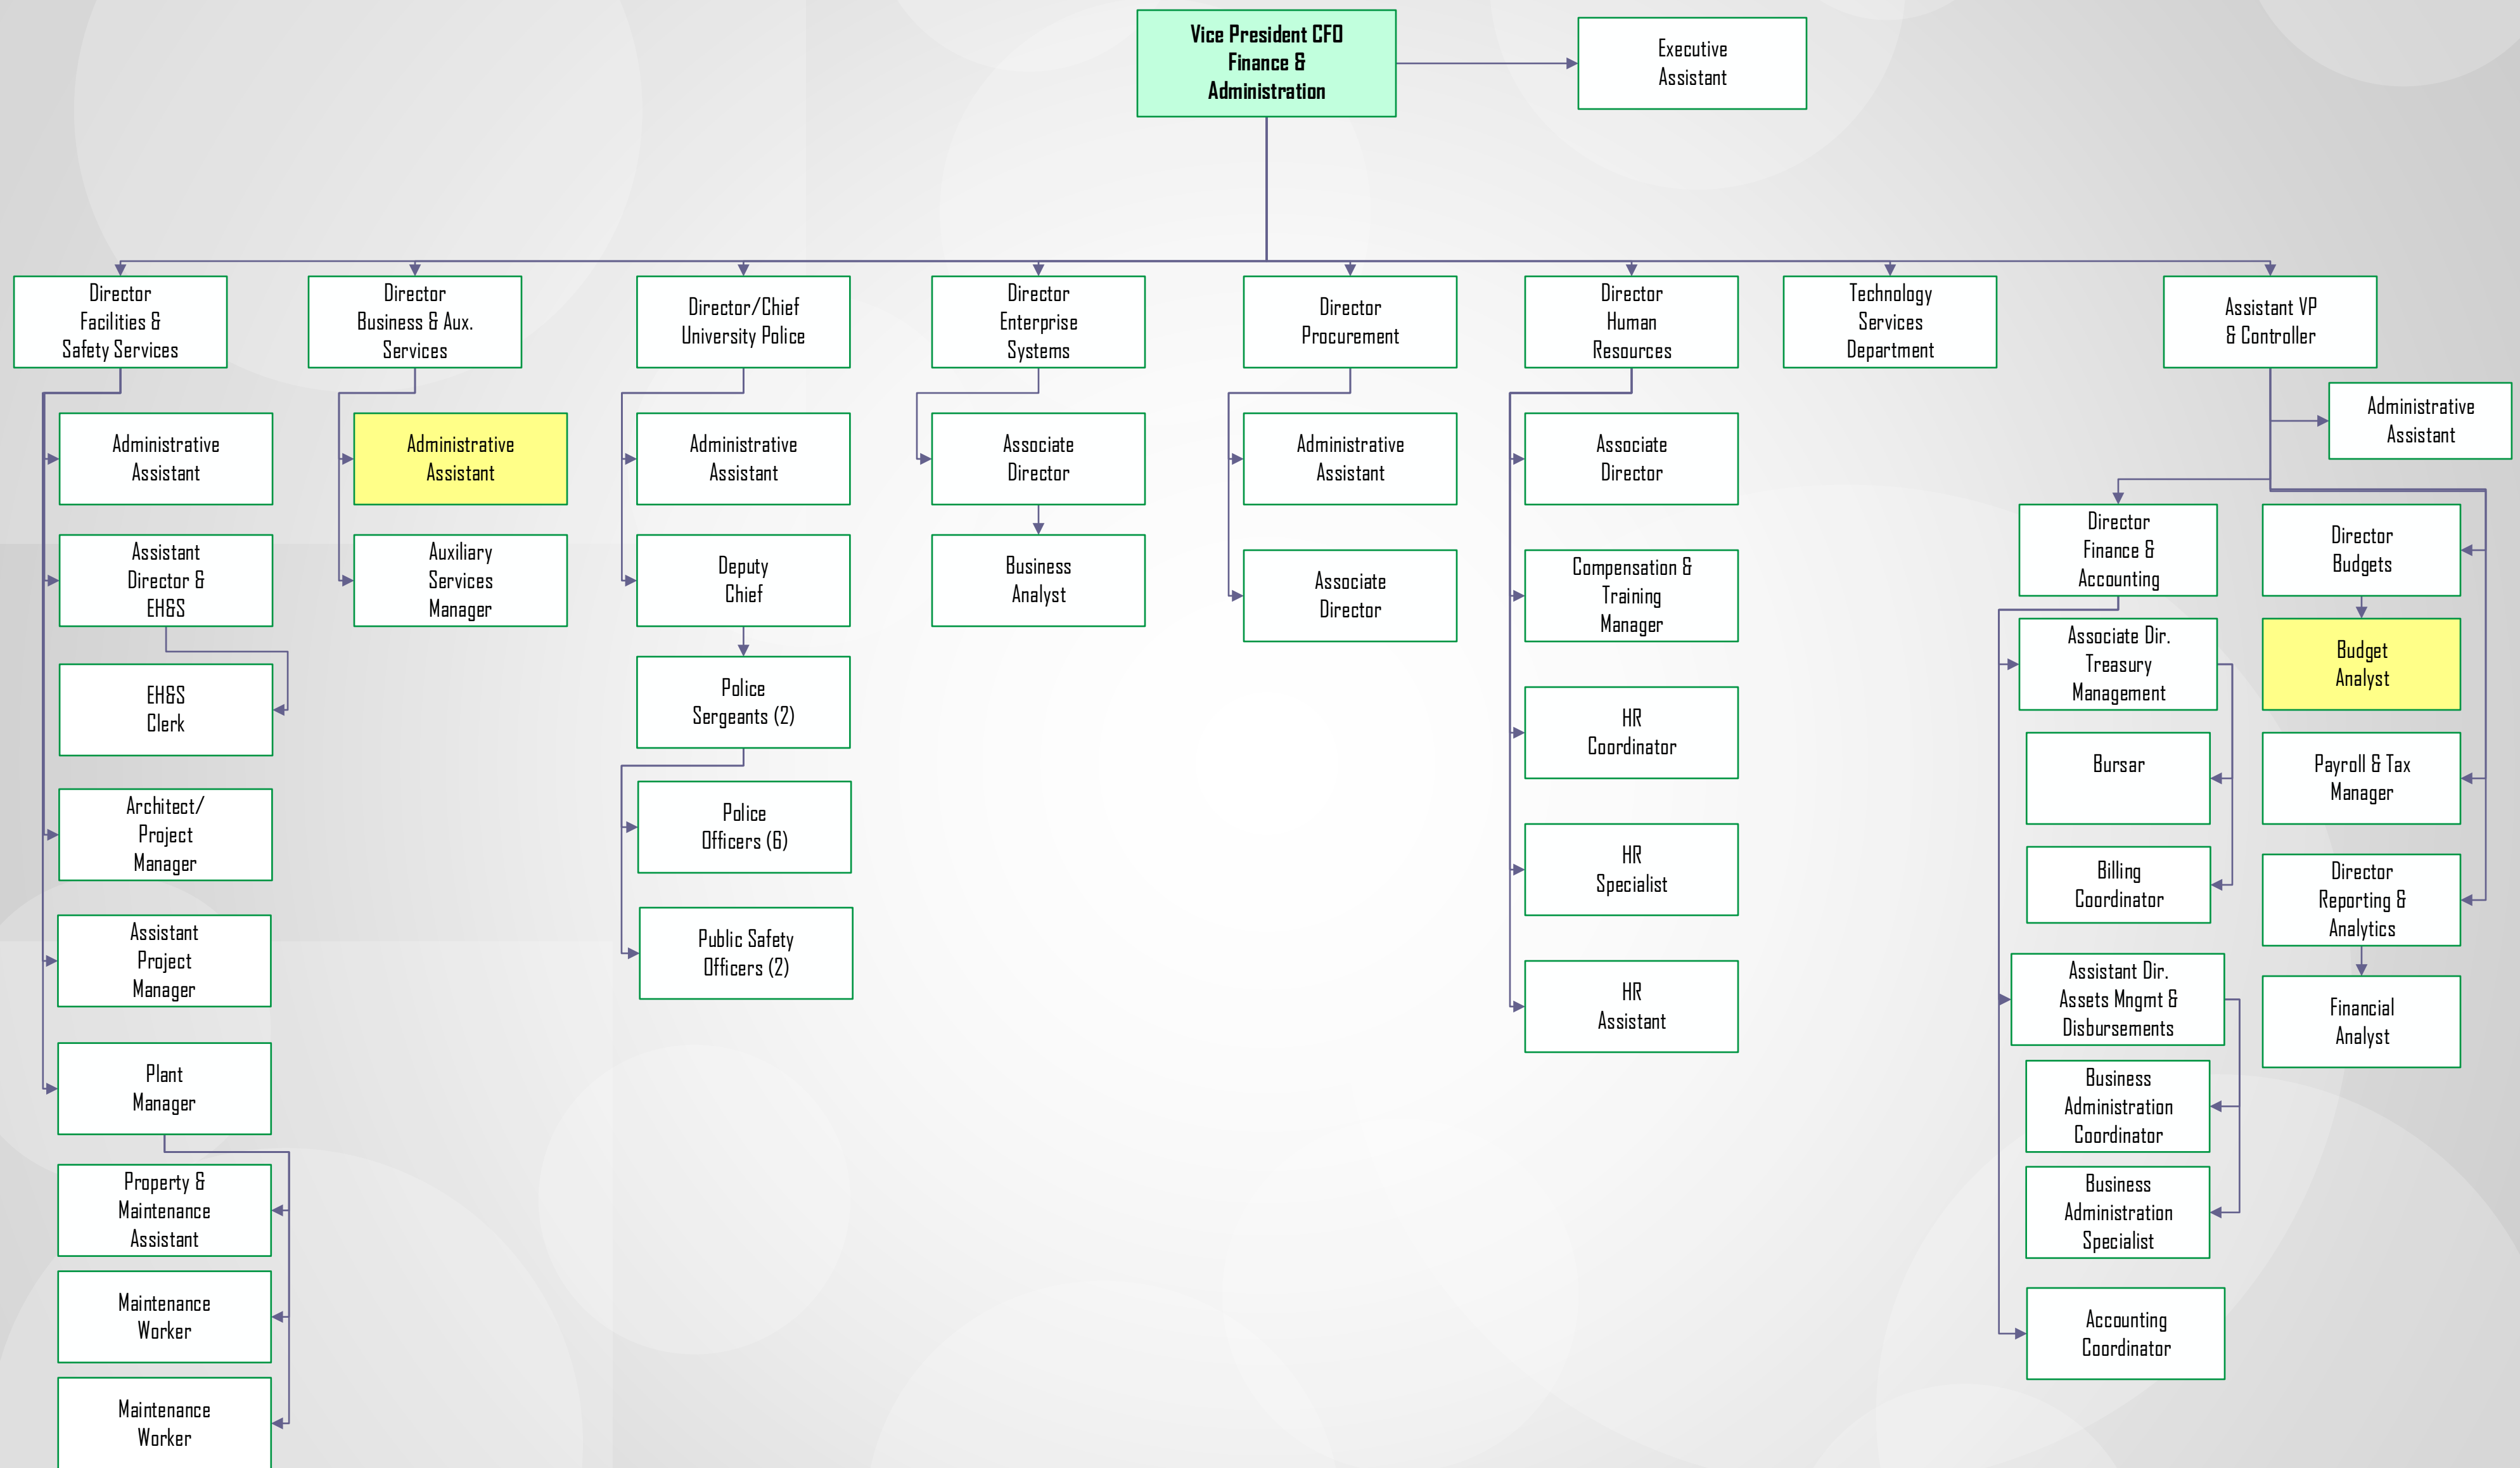 Vice President CFO
Finance &
Administration
Executive
Assistant
Director
Facilities &
Safety Services
Director
Business & Aux.
Services
Director/Chief
University Police
Director
Enterprise
Systems
Director
Procurement
Director
Human
Resources
Technology
Services
Department
Assistant VP
& Controller
Administrative
Assistant
Assistant
Director &
EH&S
EH&S
Clerk
Architect/
Project
Manager
Assistant
Project
Manager
Plant
Manager
Property &
Maintenance
Assistant
Maintenance
Worker
Maintenance
Worker
Administrative
Assistant
Auxiliary
Services
Manager
Administrative
Assistant
Deputy
Chief
Police
Sergeants (2)
Police
Officers (6)
Public Safety
Officers (2)
Associate
Director
Business
Analyst
Administrative
Assistant
Associate
Director
Associate
Director
Compensation &
Training
Manager
HR
Coordinator
HR
Specialist
HR
Assistant
Administrative
Assistant
Director
Finance &
Accounting
Associate Dir.
Treasury
Management
Bursar
Billing
Coordinator
Assistant Dir.
Assets Mngmt &
Disbursements
Business
Administration
Coordinator
Business
Administration
Specialist
Accounting
Coordinator
Director
Budgets
Budget
Analyst
Payroll & Tax
Manager
Director
Reporting &
Analytics
Financial
Analyst